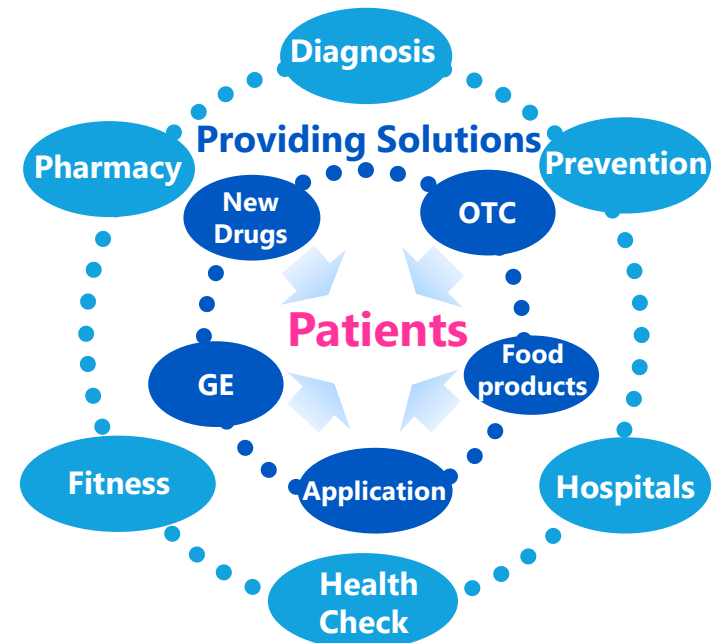 Diagnosis
Providing Solutions
Pharmacy
Prevention
New
Drugs
OTC
Patients
GE
Food
products
Fitness
Application
Hospitals
Health
Check